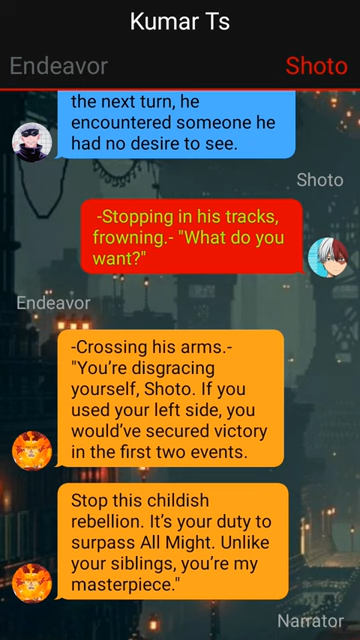 Kumar Ts
Endeavor
Shoto
the next turn, he
encountered someone he
had no desire to see.
Shoto
-Stopping in his tracks,
frowning.- "What do you
want?"
Endeavor
-Crossing his arms.-
"You’re disgracing
yourself, Shoto. If you
used your left side, you
would’ve secured victory
in the first two events.
Stop this childish
rebellion. It’s your duty to
surpass All Might. Unlike
your siblings, you’re my
masterpiece."
Narrator